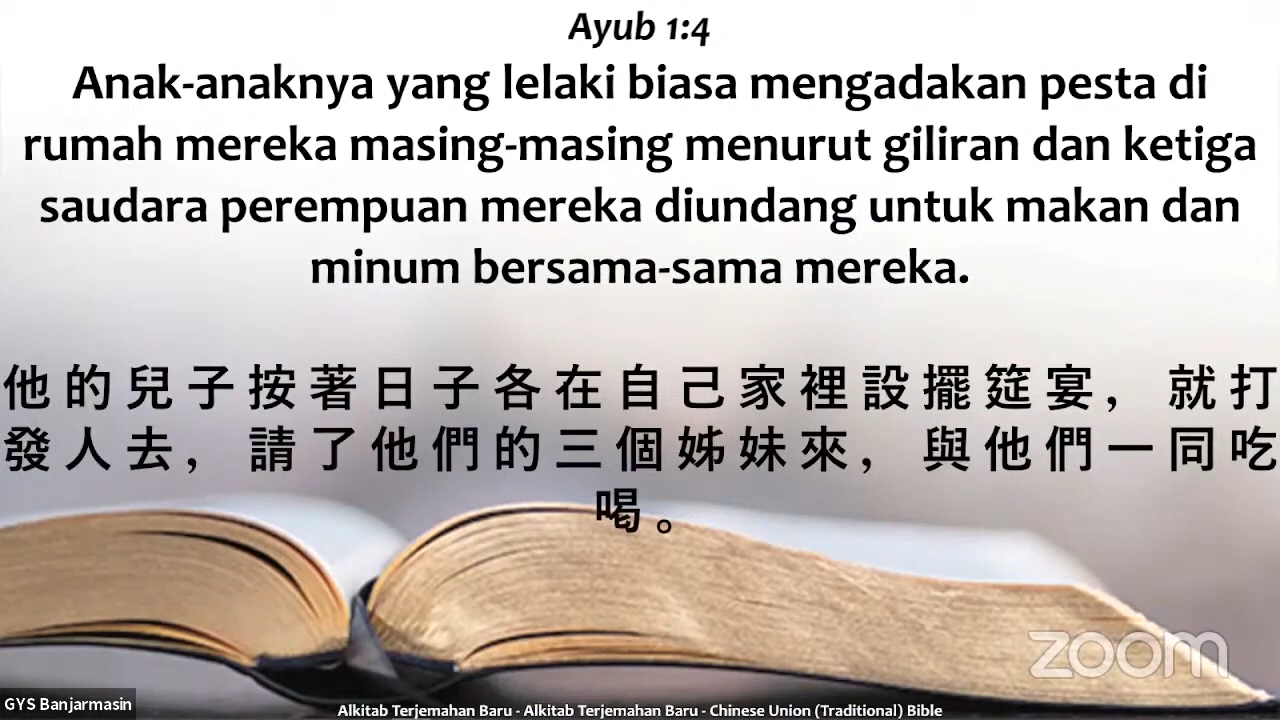 Ayub 1:4
Anak-anaknya yang lelaki biasa mengadakan pesta di
rumah mereka masing-masing menurut giliran dan ketiga
saudara perempuan mereka diundang untuk makan dan
minum bersama-sama mereka.
他的兒子按著日子各在自己家裡設擺筵宴，就打
發人去，請了他們的三個姊妹來，與他們一同吃
喝。
zoom
GYS Banjarmasin
Alkitab Terjemahan Baru - Alkitab Terjemahan Baru - Chinese Union (Traditional) Bible